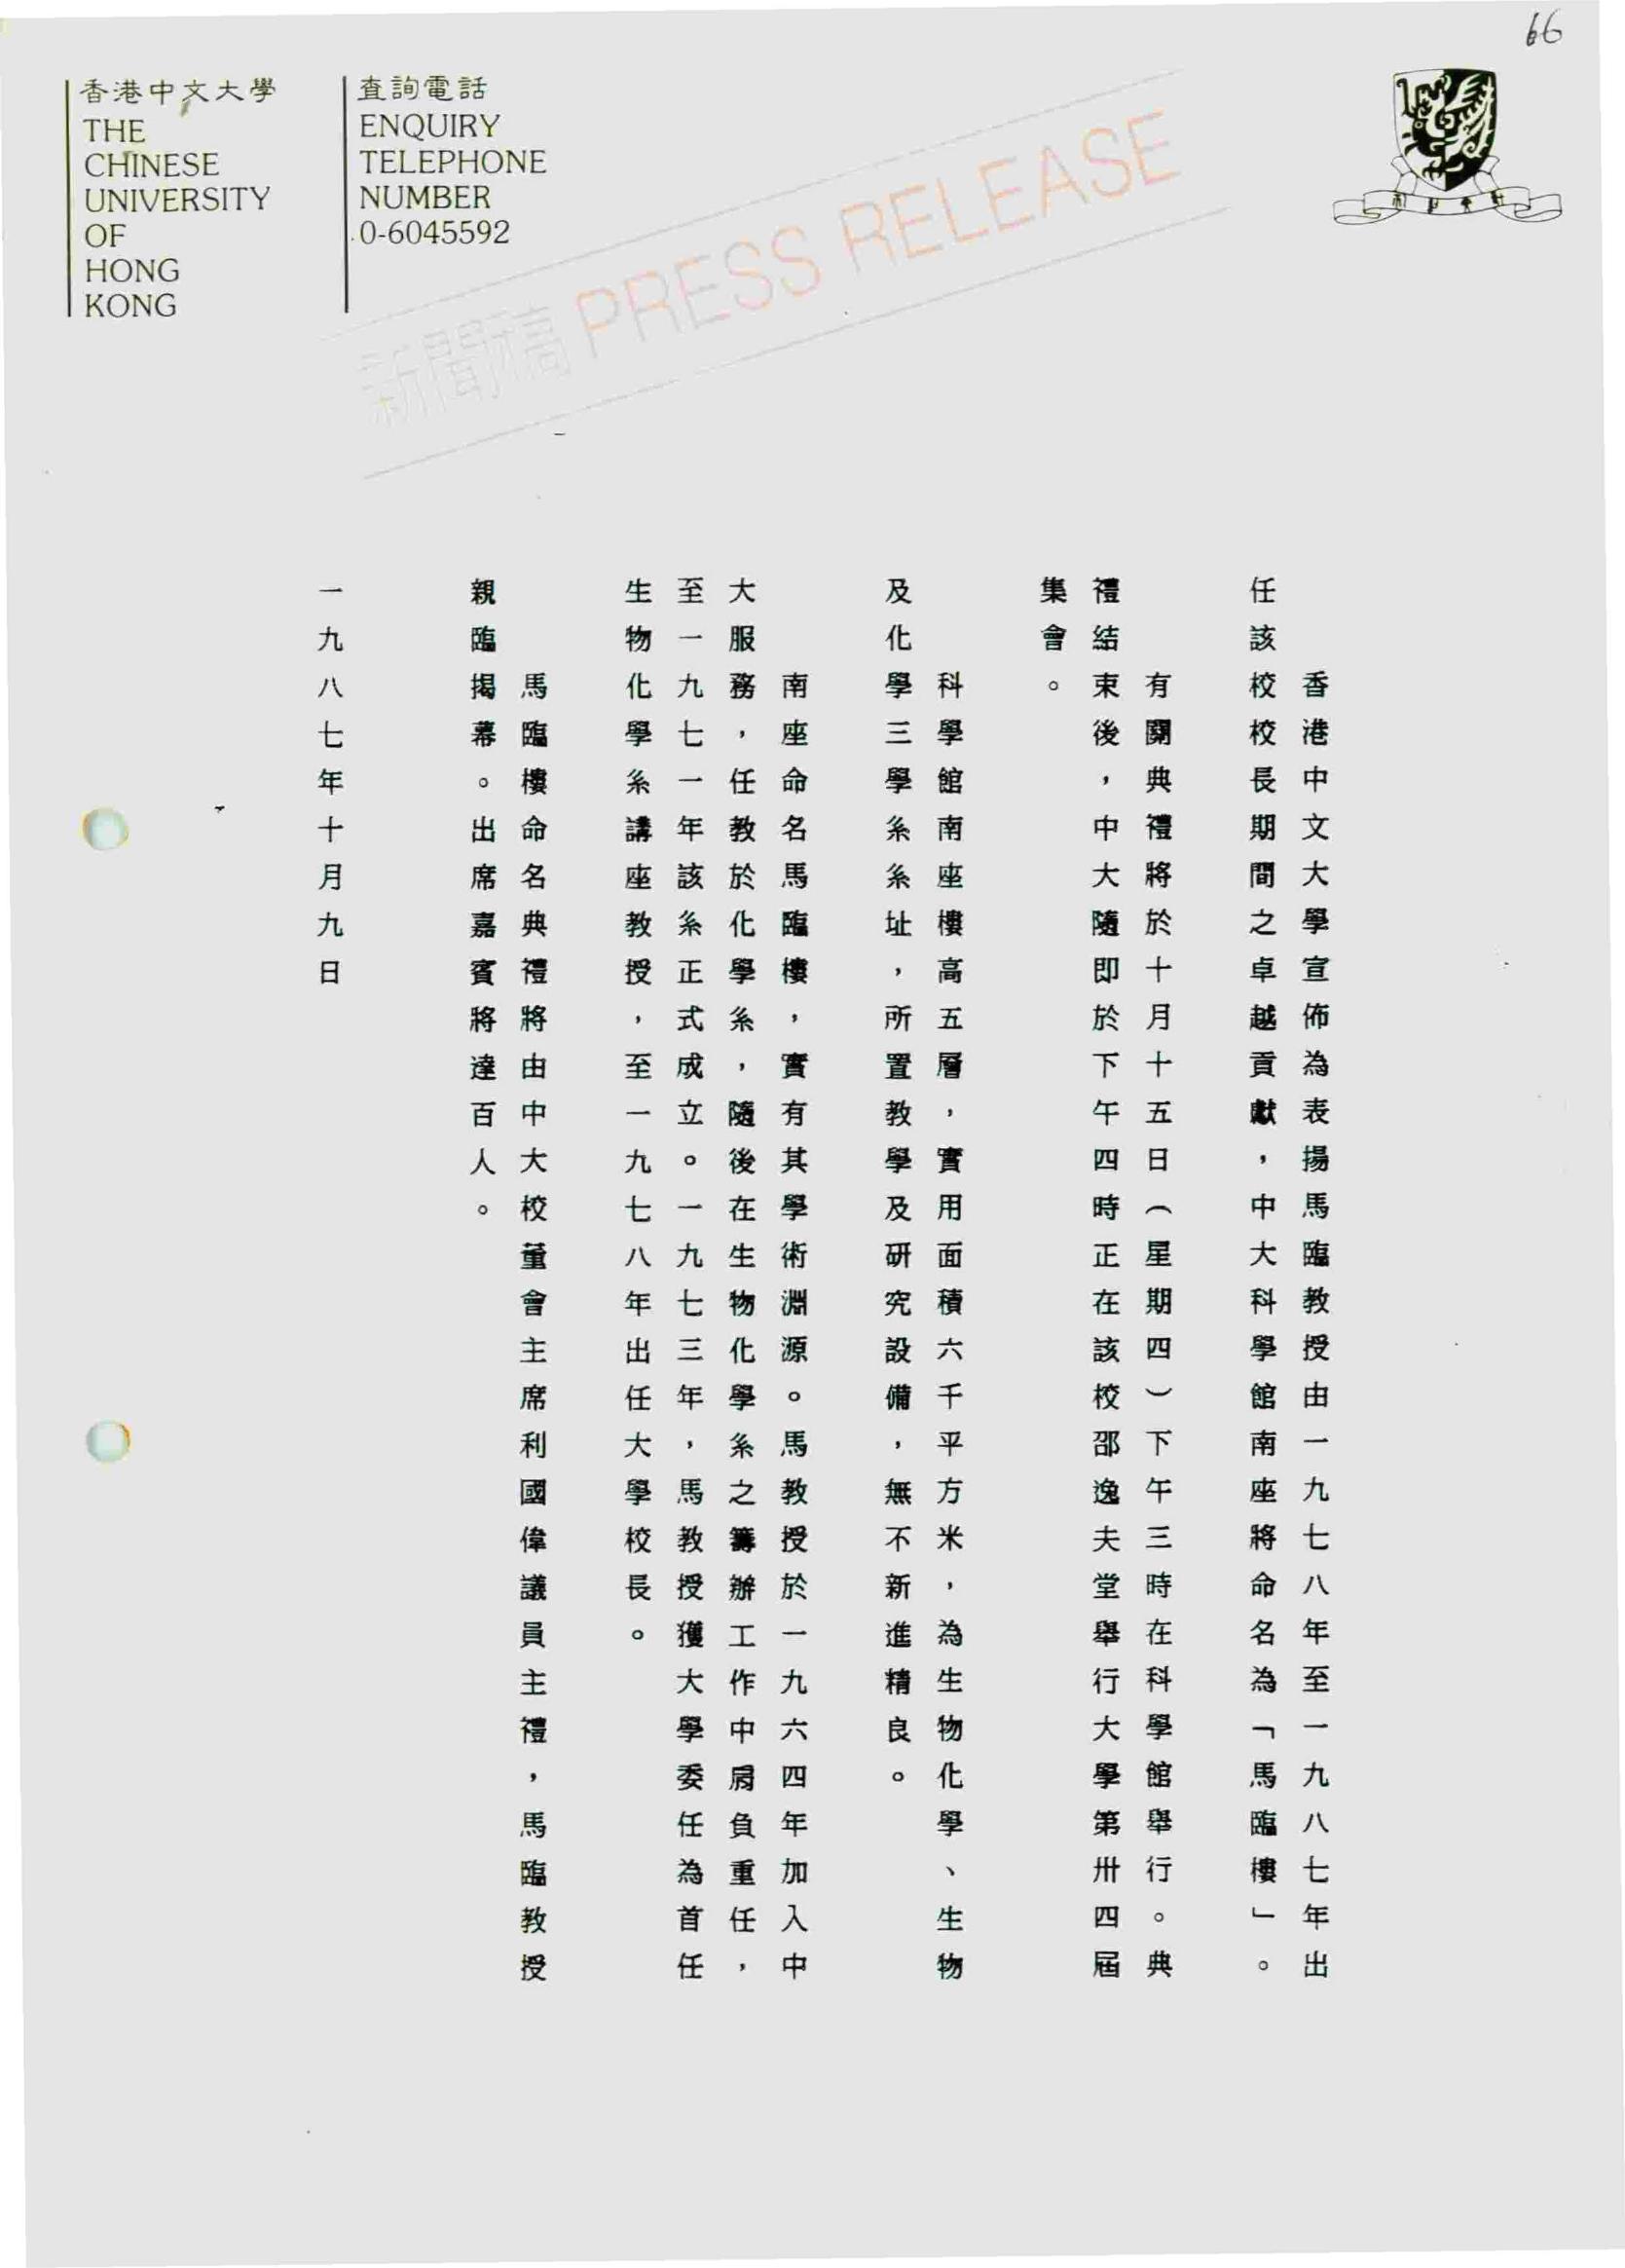 66
香港中文大學
THE
CHINESE
UNIVERSITY
OF
HONG
KONG
查詢電話
ENQUIRY
TELEPHONE
NUMBER
0-6045592
新聞稿 PRESS RELEASE
香港中文大學宣佈為表揚馬臨教授由一九七八年至一九八七年出
任該校校長期間之卓越貢獻，中大科學館南座將命名為「馬臨樓」。
有關典禮將於十月十五日（星期四）下午三時在科學館舉行。典
禮結束後，中大隨即於下午四時正在該校邵逸夫堂舉行大學第卅四屆
集會。
科學館南座樓高五層，實用面積六千平方米，為生物化學、生物
及化學三學系系址，所置教學及研究設備，無不新進精良。
南座命名馬臨樓，實有其學術淵源。馬教授於一九六四年加入中
大服務，任教於化學系，隨後在生物化學系之籌辦工作中肩負重任，
至一九七一年該系正式成立。一九七三年，馬教授獲大學委任為首任
生物化學系講座教授，至一九七八年出任大學校長。
馬臨樓命名典禮將由中大校董會主席利國偉議員主禮，馬臨教授
親臨揭幕。出席嘉賓將達百人。
一九八七年十月九日